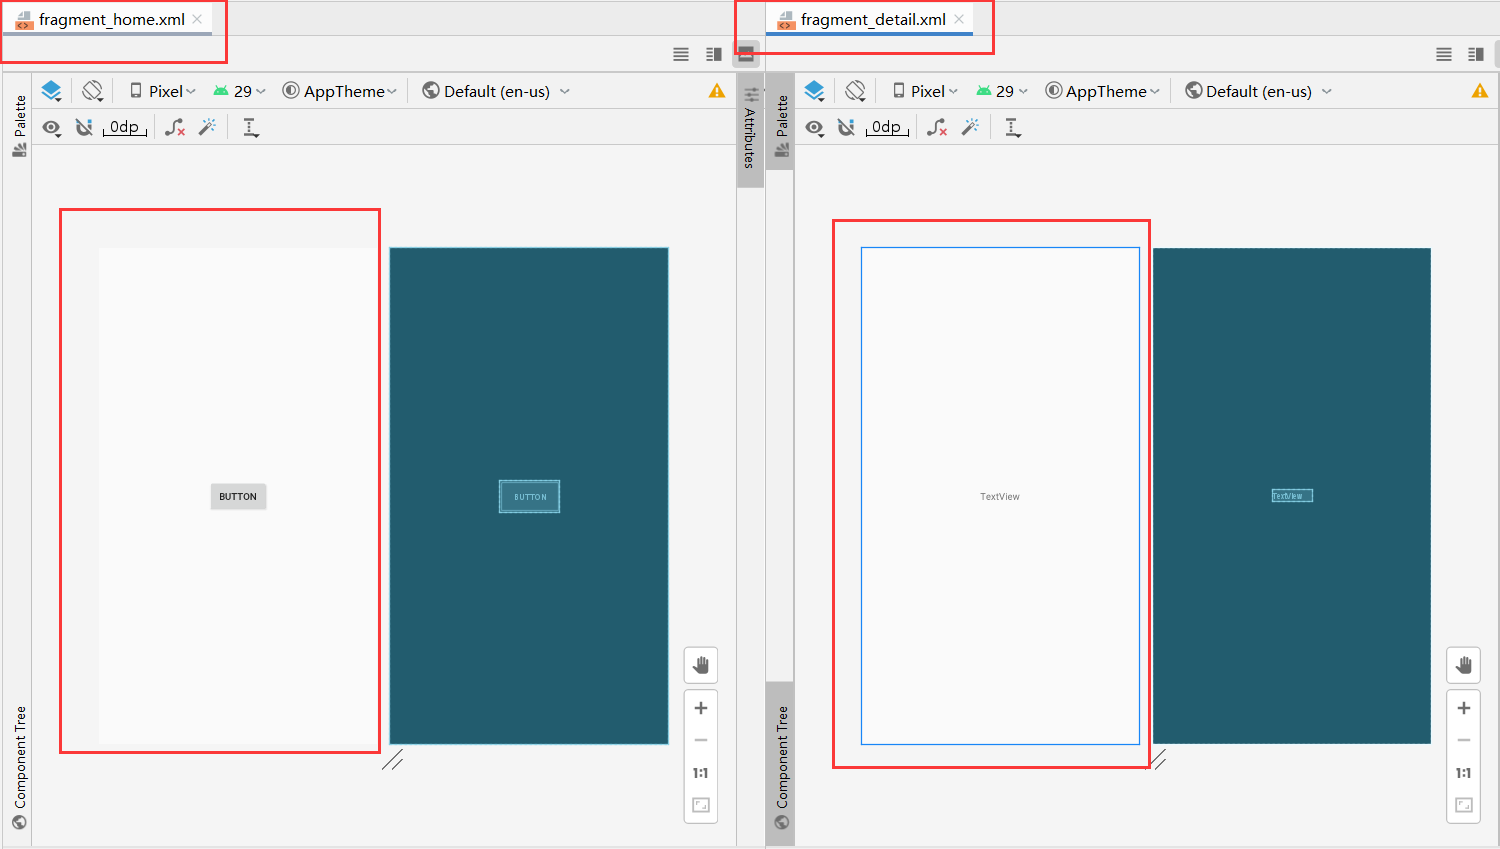 fragment_home.xml
Pixel
29
AppTheme
Default (en-us)
0dp
Palette
BUTTON
BUTTON
1:1
Component Tree
Attributes
fragment_detail.xml
Pixel
29
AppTheme
Default (en-us)
0dp
Palette
TextView
TextView
1:1
Component Tree